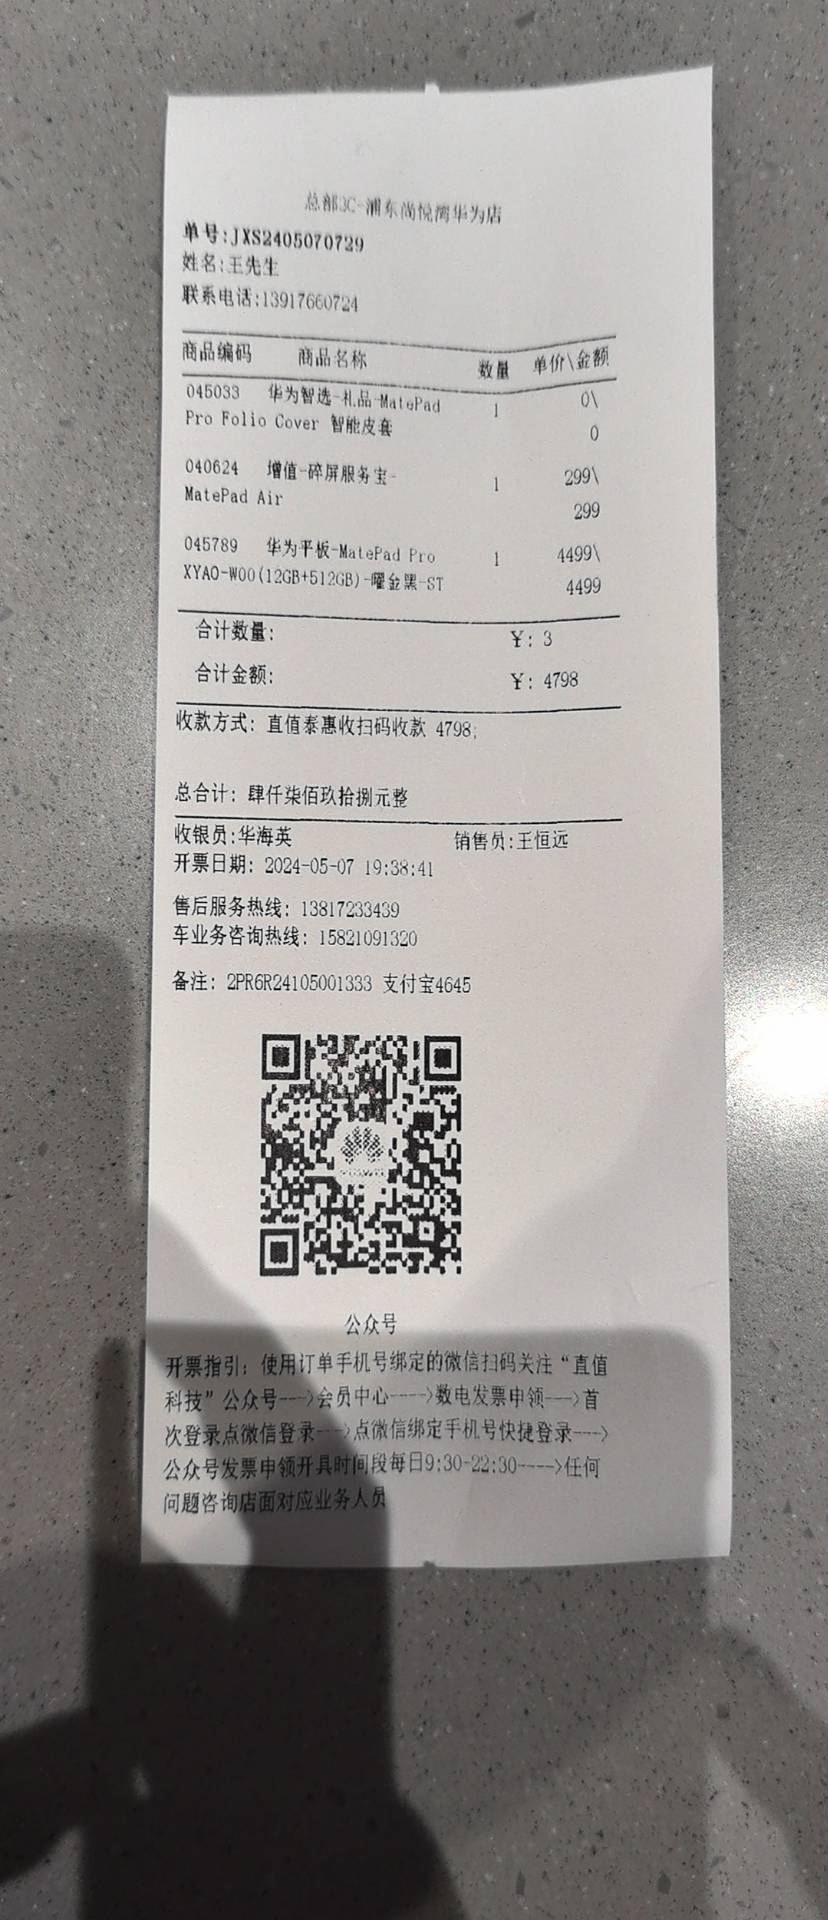 总部3C-浦东尚悦湾华为店
单号:JXS2405070729
姓名:王先生
联系电话:13917660724
商品编码 商品名称 数量 单价\金额
045033 华为智选-礼品-MatePad 1 0\
Pro Folio Cover 智能皮套 0
040624 增值-碎屏服务宝- 1 299\
MatePad Air 299
045789 华为平板-MatePad Pro 1 4499\
XYAO-W00(12GB+512GB)-曜金黑-ST 4499
合计数量: ¥: 3
合计金额: ¥: 4798
收款方式: 直值泰惠收扫码收款 4798;
总合计: 肆仟柒佰玖拾捌元整
收银员:华海英 销售员:王恒远
开票日期: 2024-05-07 19:38:41
售后服务热线: 13817233439
车业务咨询热线: 15821091320
备注: 2PR6R24105001333 支付宝4645
公众号
开票指引: 使用订单手机号绑定的微信扫码关注“直值
科技”公众号--->会员中心---->数电发票申领--->首
次登录点微信登录--->点微信绑定手机号快捷登录--->
公众号发票申领开具时间段每日9:30-22:30---->任何
问题咨询店面对应业务人员